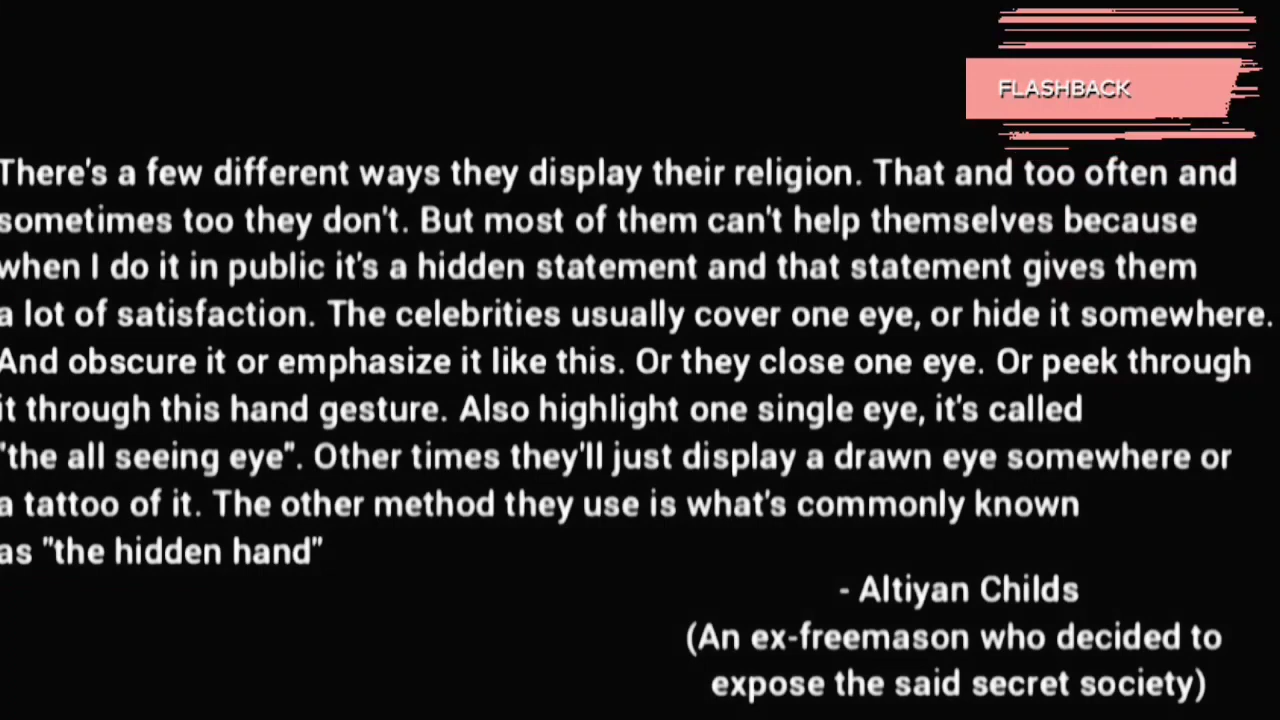 FLASHBACK
There's a few different ways they display their religion. That and too often and
sometimes too they don't. But most of them can't help themselves because
when I do it in public it's a hidden statement and that statement gives them
a lot of satisfaction. The celebrities usually cover one eye, or hide it somewhere.
And obscure it or emphasize it like this. Or they close one eye. Or peek through
it through this hand gesture. Also highlight one single eye, it's called
"the all seeing eye". Other times they'll just display a drawn eye somewhere or
a tattoo of it. The other method they use is what's commonly known
as "the hidden hand"
- Altiyan Childs
(An ex-freemason who decided to
expose the said secret society)